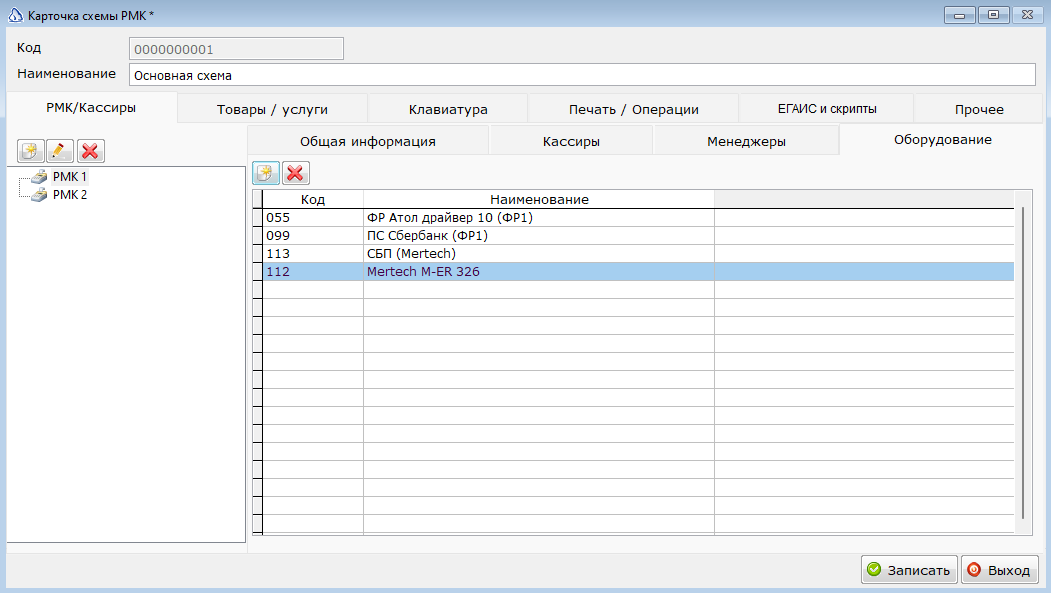 Карточка схемы РМК *
Код
0000000001
Наименование
Основная схема
РМК/Кассиры
Товары / услуги
Клавиатура
Печать / Операции
ЕГАИС и скрипты
Прочее
Общая информация
Кассиры
Менеджеры
Оборудование
РМК 1
РМК 2
Код Наименование
055 ФР Атол драйвер 10 (ФР1)
099 ПС Сбербанк (ФР1)
113 СБП (Mertech)
112 Mertech M-ER 326
Записать
Выход